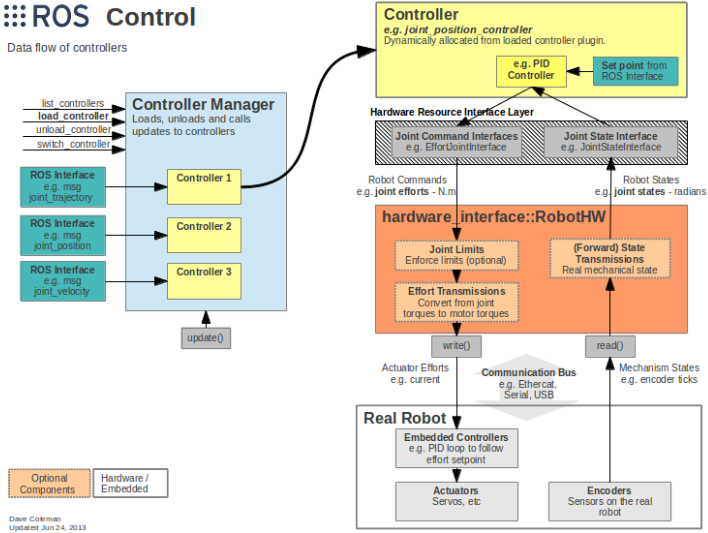 ROS Control
Data flow of controllers
list_controllers
load_controller
unload_controller
switch_controller
Controller Manager
Loads, unloads and calls
updates to controllers
ROS Interface
e.g. msg
joint_trajectory
Controller 1
ROS Interface
e.g. msg
joint_position
Controller 2
ROS Interface
e.g. msg
joint_velocity
Controller 3
update()
Controller
e.g. joint_position_controller
Dynamically allocated from loaded controller plugin.
e.g. PID
Controller
Set point from
ROS Interface
Hardware Resource Interface Layer
Joint Command Interfaces
e.g. EffortJointInterface
Joint State Interface
e.g. JointStateInterface
Robot Commands
e.g. joint efforts - N.m
Robot States
e.g. joint states - radians
hardware_interface::RobotHW
Joint Limits
Enforce limits (optional)
Effort Transmissions
Convert from joint
torques to motor torques
(Forward) State
Transmissions
Real mechanical state
write()
read()
Actuator Efforts
e.g. current
Communication Bus
e.g. Ethercat,
Serial, USB
Mechanism States
e.g. encoder ticks
Real Robot
Embedded Controllers
e.g. PID loop to follow
effort setpoint
Actuators
Servos, etc
Encoders
Sensors on the real
robot
Optional
Components
Hardware /
Embedded
Dave Coleman
Updated Jun 24, 2013